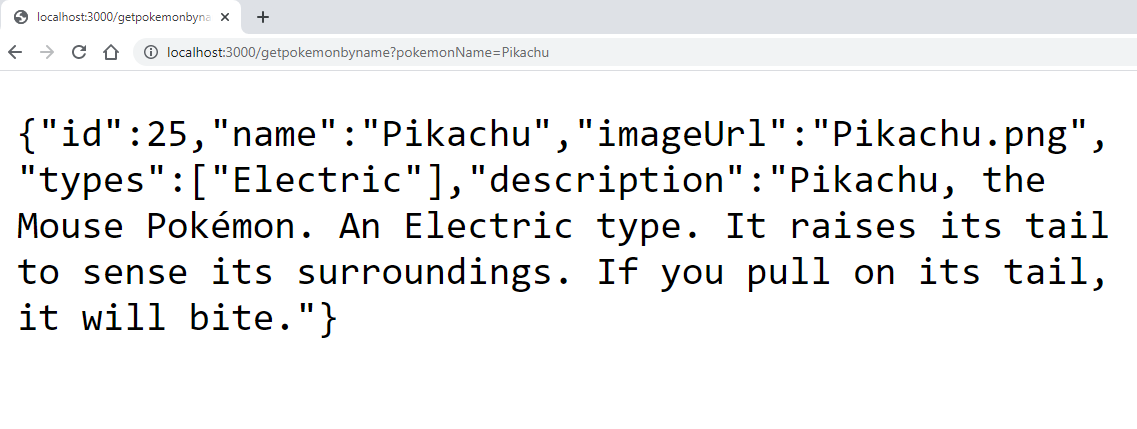 localhost:3000/getpokemonbyna
localhost:3000/getpokemonbyname?pokemonName=Pikachu
{"id":25,"name":"Pikachu","imageUrl":"Pikachu.png",
"types":["Electric"],"description":"Pikachu, the
Mouse Pokémon. An Electric type. It raises its tail
to sense its surroundings. If you pull on its tail,
it will bite."}